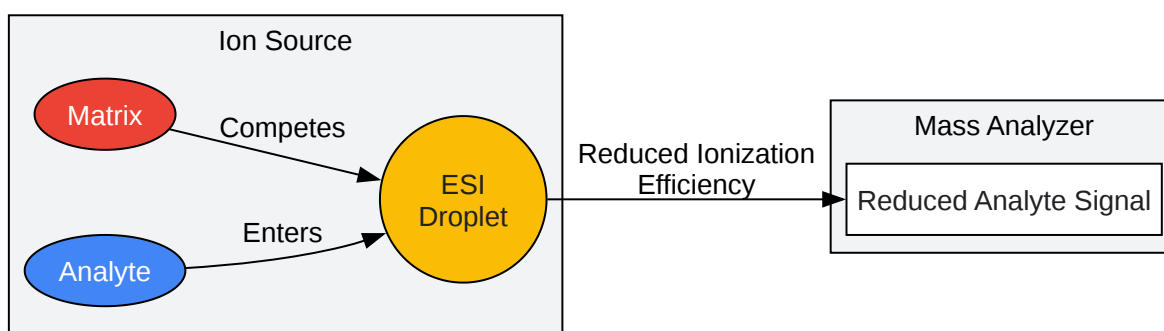 Ion Source
Matrix
Competes
Analyte
Enters
ESI
Droplet
Reduced Ionization
Efficiency
Mass Analyzer
Reduced Analyte Signal